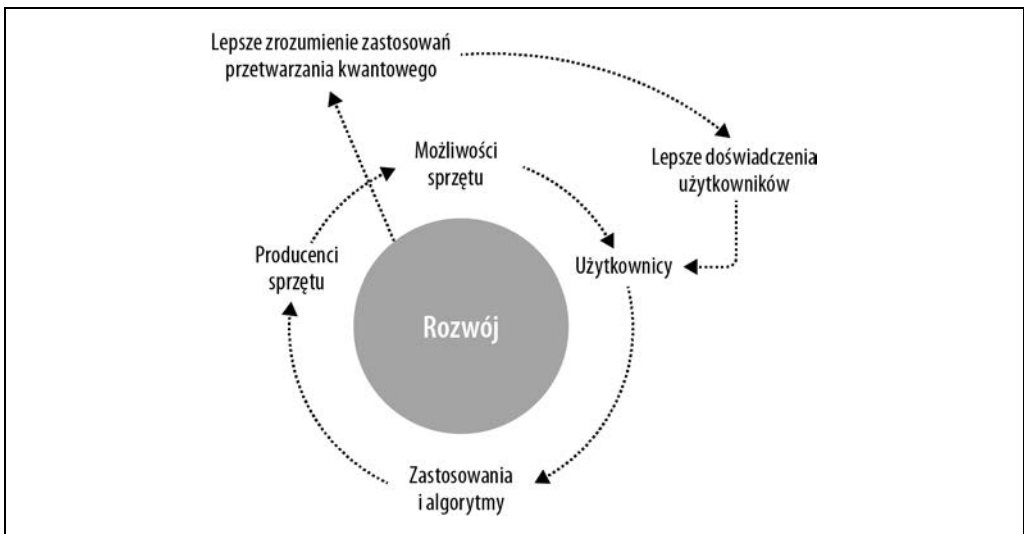 Lepsze zrozumienie zastosowań
przetwarzania kwantowego
Możliwości
sprzętu
Lepsze doświadczenia
użytkowników
Producenci
sprzętu
Użytkownicy
Rozwój
Zastosowania
i algorytmy